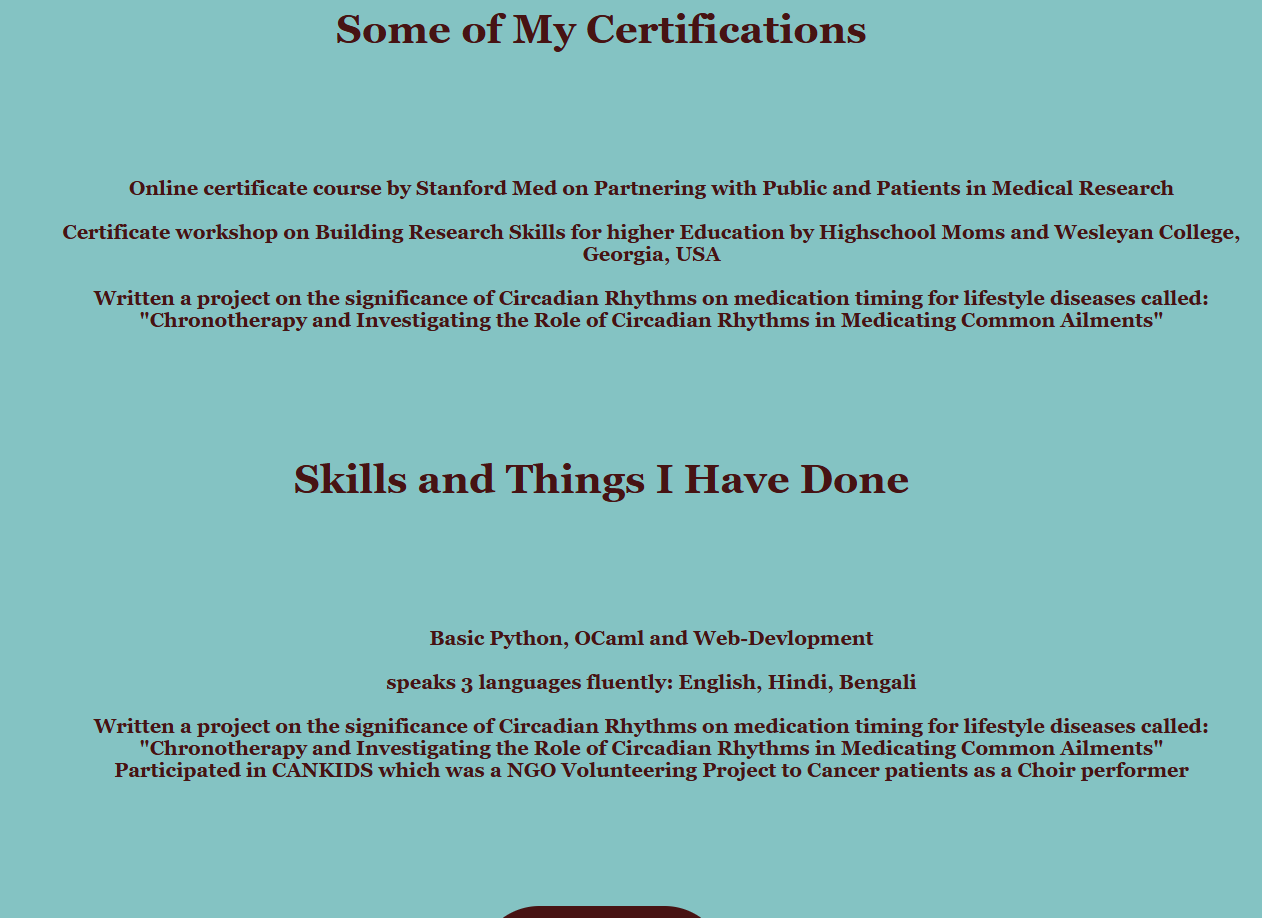 Some of My Certifications
Online certificate course by Stanford Med on Partnering with Public and Patients in Medical Research
Certificate workshop on Building Research Skills for higher Education by Highschool Moms and Wesleyan College,
Georgia, USA
Written a project on the significance of Circadian Rhythms on medication timing for lifestyle diseases called:
"Chronotherapy and Investigating the Role of Circadian Rhythms in Medicating Common Ailments"
Skills and Things I Have Done
Basic Python, OCaml and Web-Devlopment
speaks 3 languages fluently: English, Hindi, Bengali
Written a project on the significance of Circadian Rhythms on medication timing for lifestyle diseases called:
"Chronotherapy and Investigating the Role of Circadian Rhythms in Medicating Common Ailments"
Participated in CANKIDS which was a NGO Volunteering Project to Cancer patients as a Choir performer